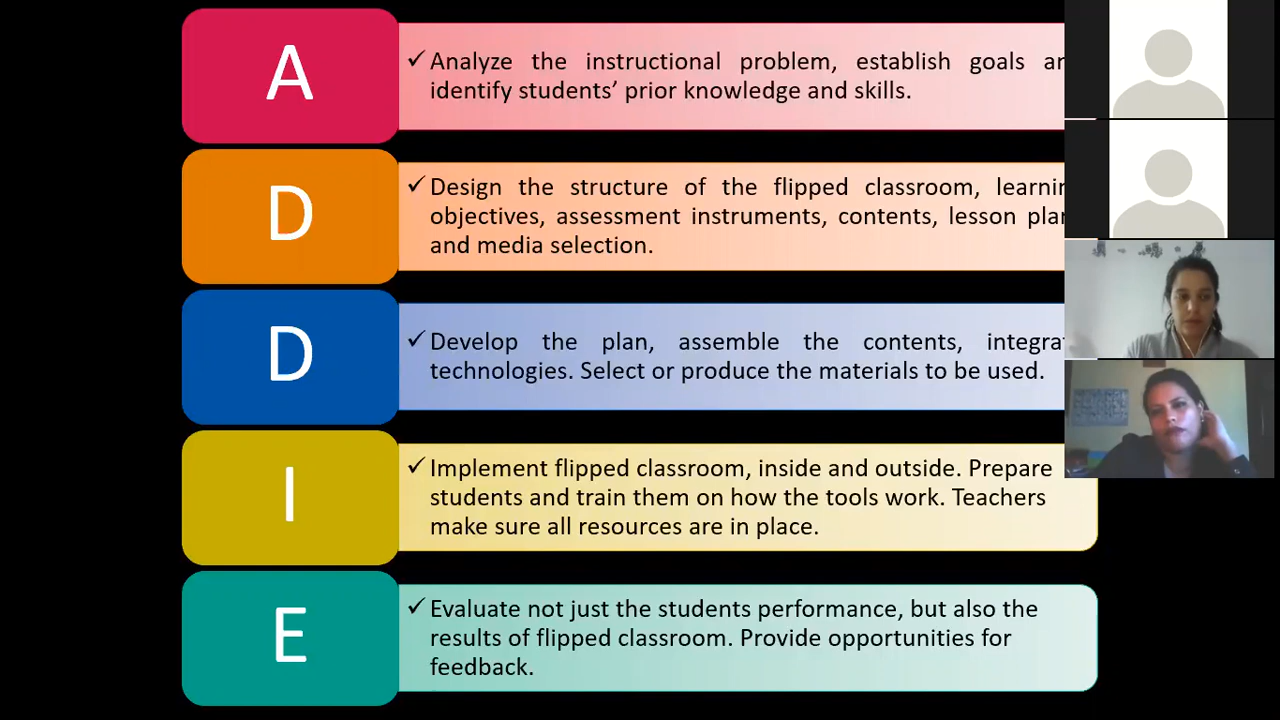 A
✓ Analyze the instructional problem, establish goals
identify students’ prior knowledge and skills.
D
✓ Design the structure of the flipped classroom,
objectives, assessment instruments, contents, lesson
and media selection.
D
✓ Develop the plan, assemble the contents,
technologies. Select or produce the materials to be used.
I
✓ Implement flipped classroom, inside and outside. Prepare
students and train them on how the tools work. Teachers
make sure all resources are in place.
E
✓ Evaluate not just the students performance, but also the
results of flipped classroom. Provide opportunities for
feedback.